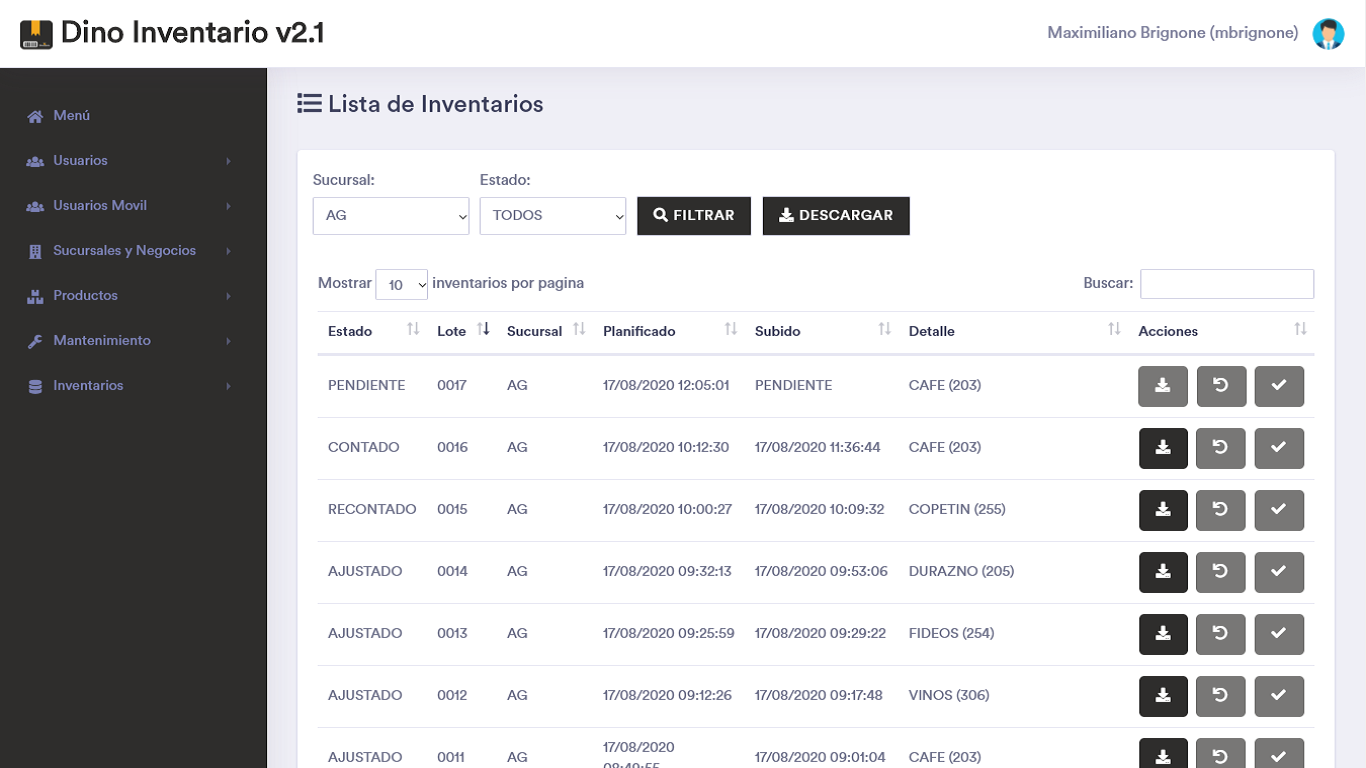 Dino Inventario v2.1
Maximiliano Brignone (mbrignone)
Menú
Usuarios
Usuarios Movil
Sucursales y Negocios
Productos
Mantenimiento
Inventarios
Lista de Inventarios
Sucursal: Estado:
AG TODOS FILTRAR DESCARGAR
Mostrar 10 inventarios por pagina Buscar:
Estado Lote Sucursal Planificado Subido Detalle Acciones
PENDIENTE 0017 AG 17/08/2020 12:05:01 PENDIENTE CAFE (203)
CONTADO 0016 AG 17/08/2020 10:12:30 17/08/2020 11:36:44 CAFE (203)
RECONTADO 0015 AG 17/08/2020 10:00:27 17/08/2020 10:09:32 COPETIN (255)
AJUSTADO 0014 AG 17/08/2020 09:32:13 17/08/2020 09:53:06 DURAZNO (205)
AJUSTADO 0013 AG 17/08/2020 09:25:59 17/08/2020 09:29:22 FIDEOS (254)
AJUSTADO 0012 AG 17/08/2020 09:12:26 17/08/2020 09:17:48 VINOS (306)
AJUSTADO 0011 AG 17/08/2020 17/08/2020 09:01:04 CAFE (203)